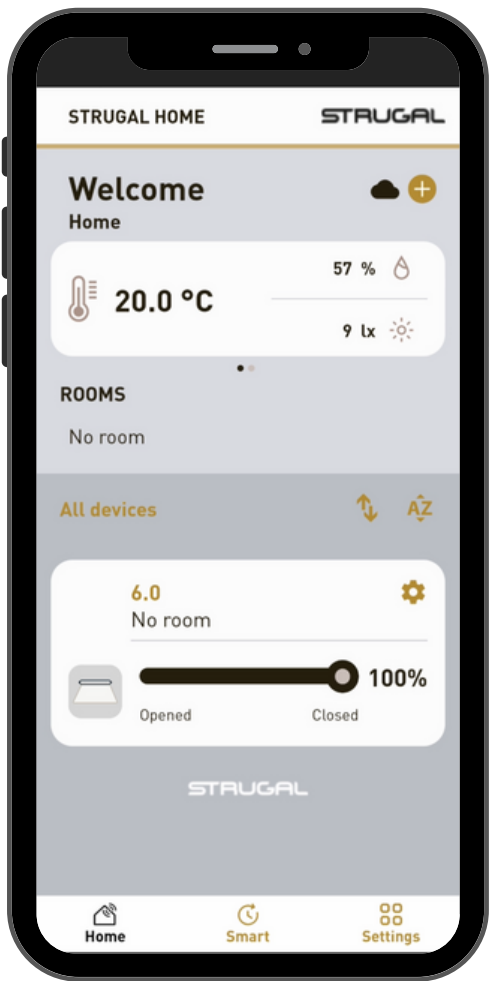 STRUGAL HOME
STRUGAL
Welcome
Home
57 %
20.0 °C
9 lx
ROOMS
No room
All devices
AZ
6.0
No room
100%
Opened
Closed
STRUGAL
Home
Smart
Settings